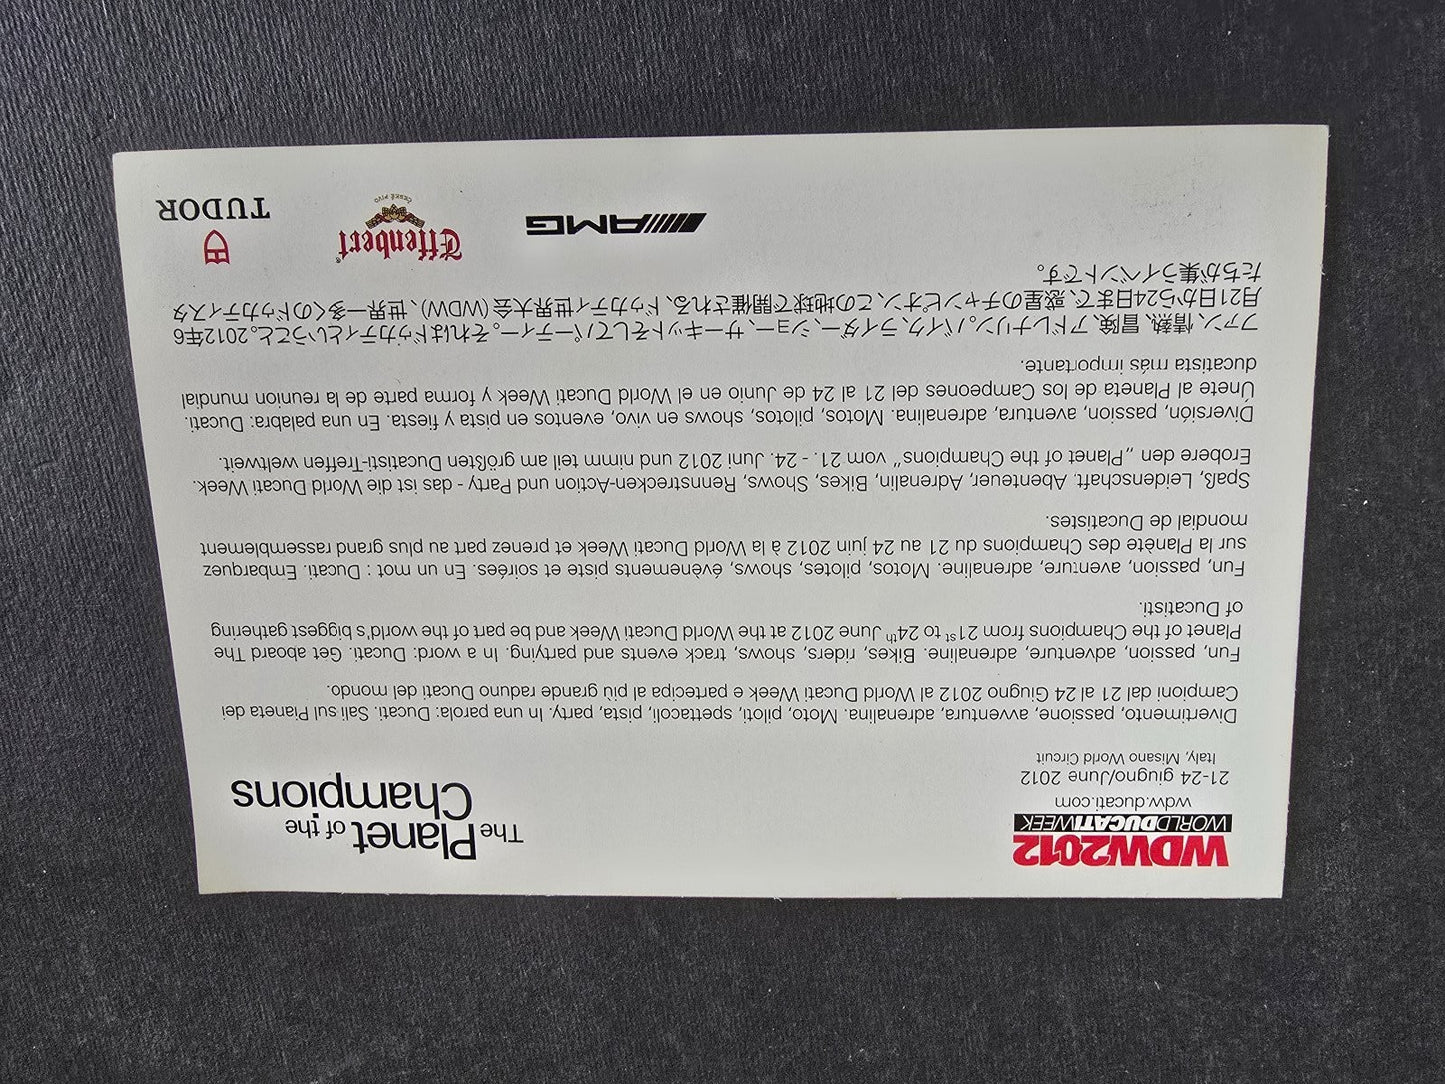 WDW2012
WORLDDUCATIWEEK
wdw.ducati.com
21-24 giugno/June 2012
Italy, Misano World Circuit
The Planet of the
Champions
Divertimento, passione, avventura, adrenalina. Moto, piloti, spettacoli, pista, party. In una parola: Ducati. Sali sul Pianeta dei
Campioni dal 21 al 24 Giugno 2012 al World Ducati Week e partecipa al più grande raduno Ducati del mondo.
Fun, passion, adventure, adrenaline. Bikes, riders, shows, track events and partying. In a word: Ducati. Get aboard The
Planet of the Champions from 21st to 24th June 2012 at the World Ducati Week and be part of the world's biggest gathering
of Ducatisti.
Fun, passion, aventure, adrenaline. Motos, pilotes, shows, évènements piste et soirées. En un mot : Ducati. Embarquez
sur la Planète des Champions du 21 au 24 juin 2012 à la World Ducati Week et prenez part au plus grand rassemblement
mondial de Ducatistes.
Spaß, Leidenschaft. Abenteuer, Adrenalin, Bikes, Shows, Rennstrecken-Action und Party - das ist die World Ducati Week.
Erobere den „Planet of the Champions" vom 21. - 24. Juni 2012 und nimm teil am größten Ducatisti-Treffen weltweit.
Diversión, passion, aventura, adrenalina. Motos, pilotos, shows en vivo, eventos en pista y fiesta. En una palabra: Ducati.
Únete al Planeta de los Campeones del 21 al 24 de Junio en el World Ducati Week y forma parte de la reunion mundial
ducatista más importante.
ファン、情熱、冒険、アドレナリン。バイク、ライダー、ショー、サーキットそしてパーティー。それはドゥカティということ。2012年6
月21日から24日まで、惑星のチャンピオン、この地球で開催される、ドゥカティ世界大会 (WDW)、世界一多くのドゥカティスタ
たちが集うイベントです。
AMG
Effenbert
ČESKÉ PIVO
TUDOR